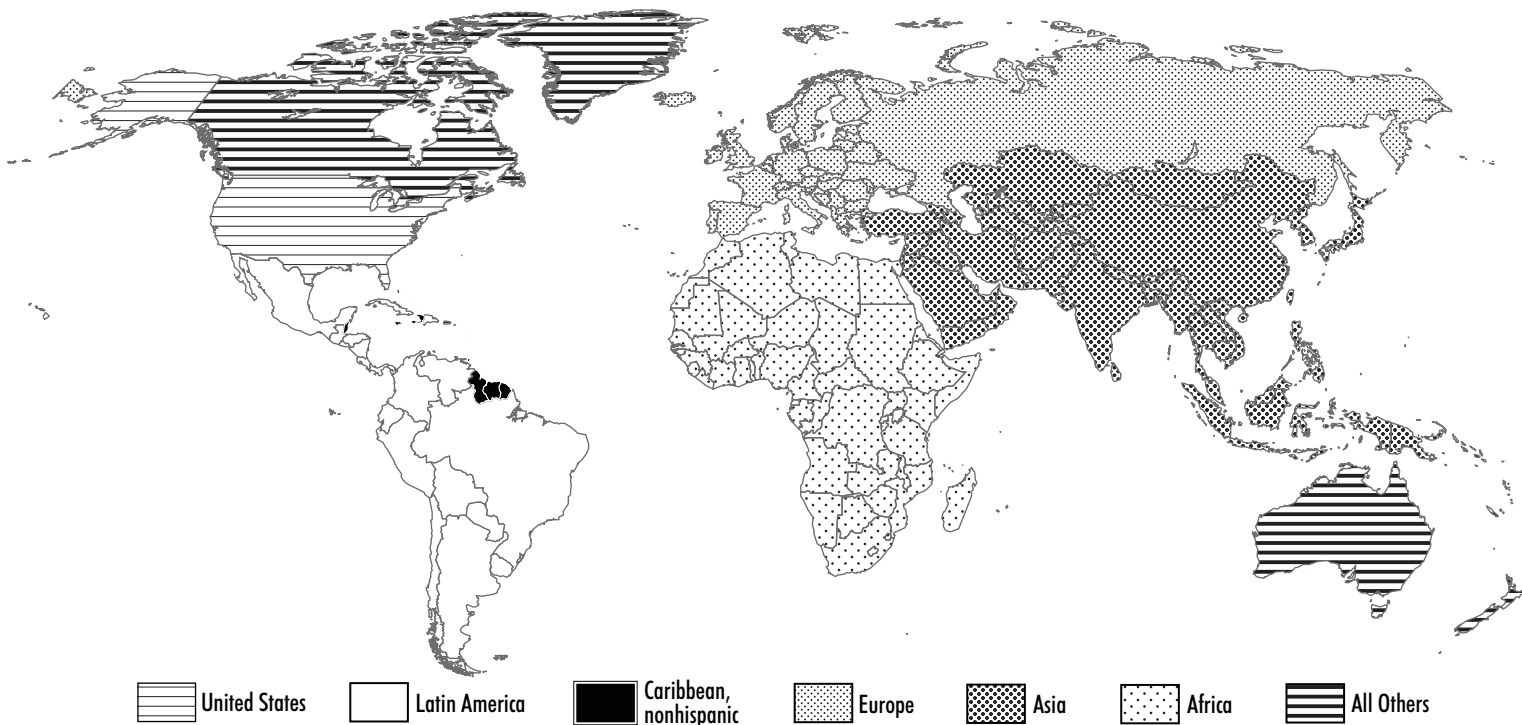 United States
Latin America
Caribbean,
nonhispanic
Europe
Asia
Africa
All Others